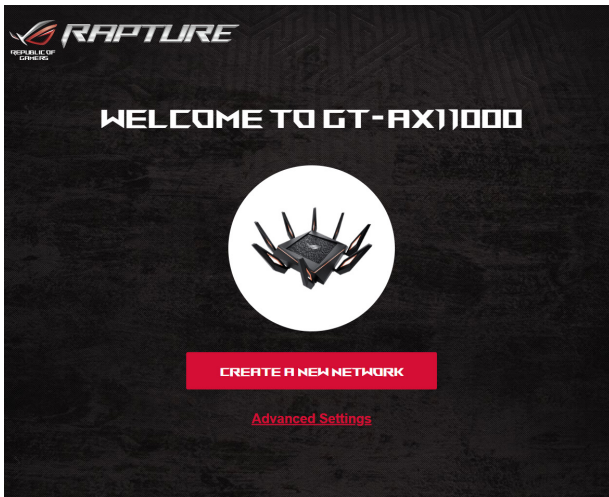 RAPTURE
REPUBLIC OF
GAMERS
WELCOME TO GT-AX11000
CREATE A NEW NETWORK
Advanced Settings